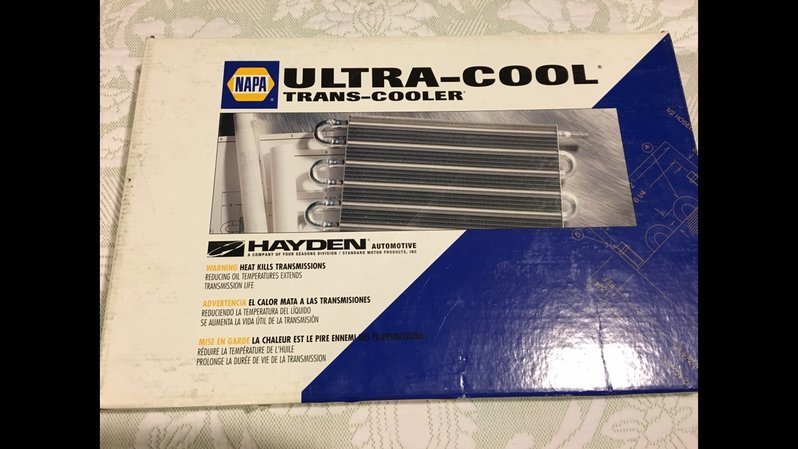 NAPA
ULTRA-COOL
TRANS-COOLER
HAYDEN AUTOMOTIVE
A COMPANY OF FOUR SEASONS DIVISION / STANDARD MOTOR PRODUCTS, INC
WARNING HEAT KILLS TRANSMISSIONS
REDUCING OIL TEMPERATURES EXTENDS
TRANSMISSION LIFE
ADVERTENCIA EL CALOR MATA A LAS TRANSMISIONES
REDUCIENDO LA TEMPERATURA DEL LÍQUIDO
SE AUMENTA LA VIDA ÚTIL DE LA TRANSMISIÓN
MISE EN GARDE LA CHALEUR EST LE PIRE ENNEMI DES TRANSMISSIONS
RÉDUIRE LA TEMPÉRATURE DE L'HUILE
PROLONGE LA DURÉE DE VIE DE LA TRANSMISSION